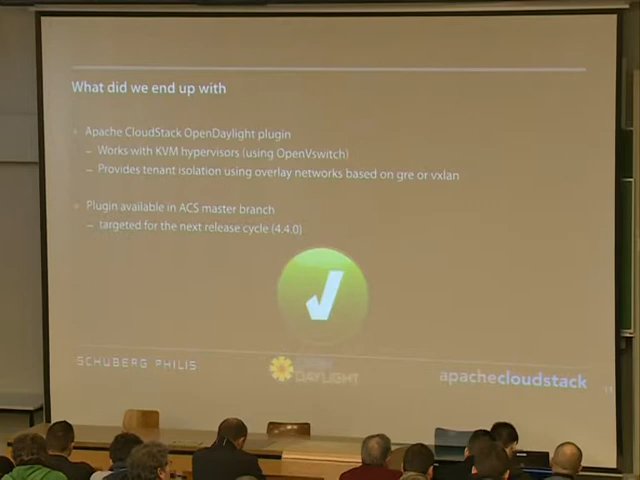 What did we end up with
Apache CloudStack OpenDaylight plugin
– Works with KVM hypervisors (using OpenVswitch)
– Provides tenant isolation using overlay networks based on gre or vxlan
Plugin available in ACS master branch
– targeted for the next release cycle (4.4.0)
SCHUBERG PHILIS
DAYLIGHT
apachecloudstack